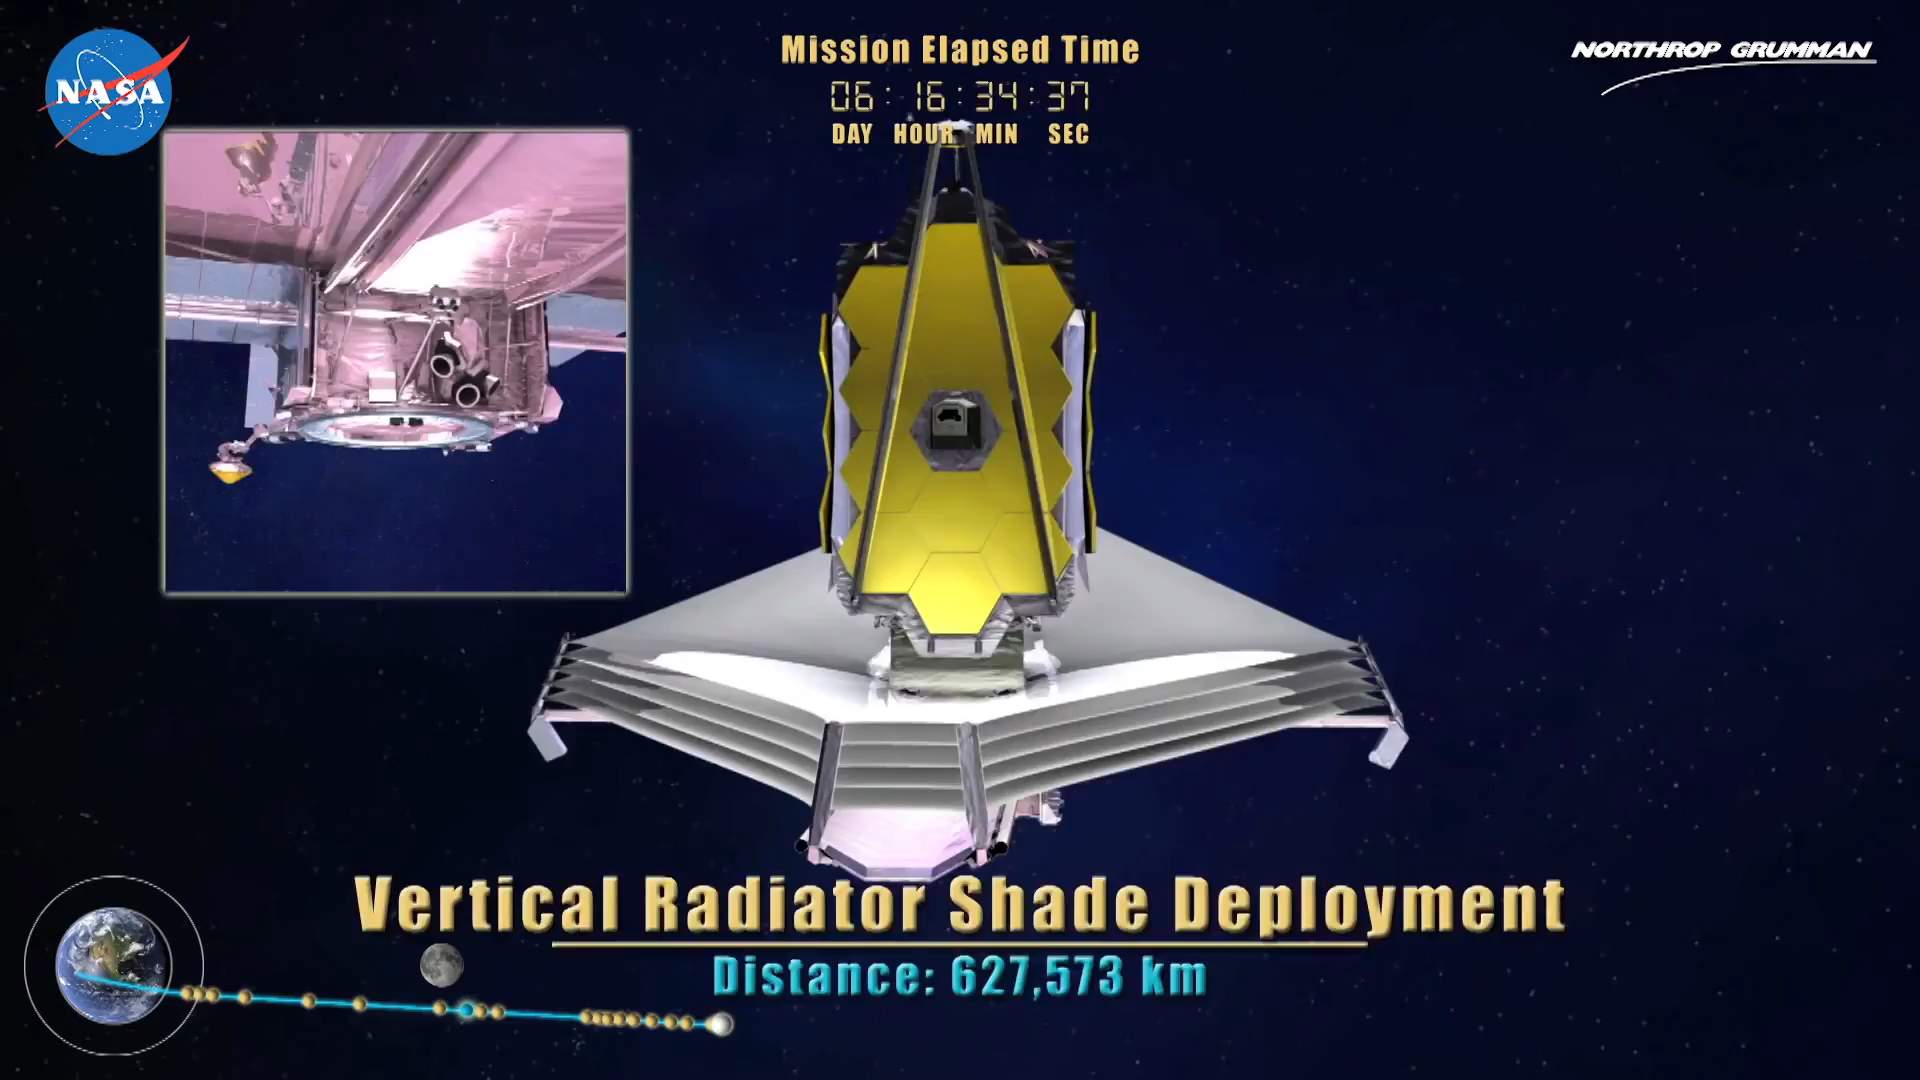 NASA
Mission Elapsed Time
06:16:34:37
DAY HOUR MIN SEC
NORTHROP GRUMMAN
Vertical Radiator Shade Deployment
Distance: 627,573 km